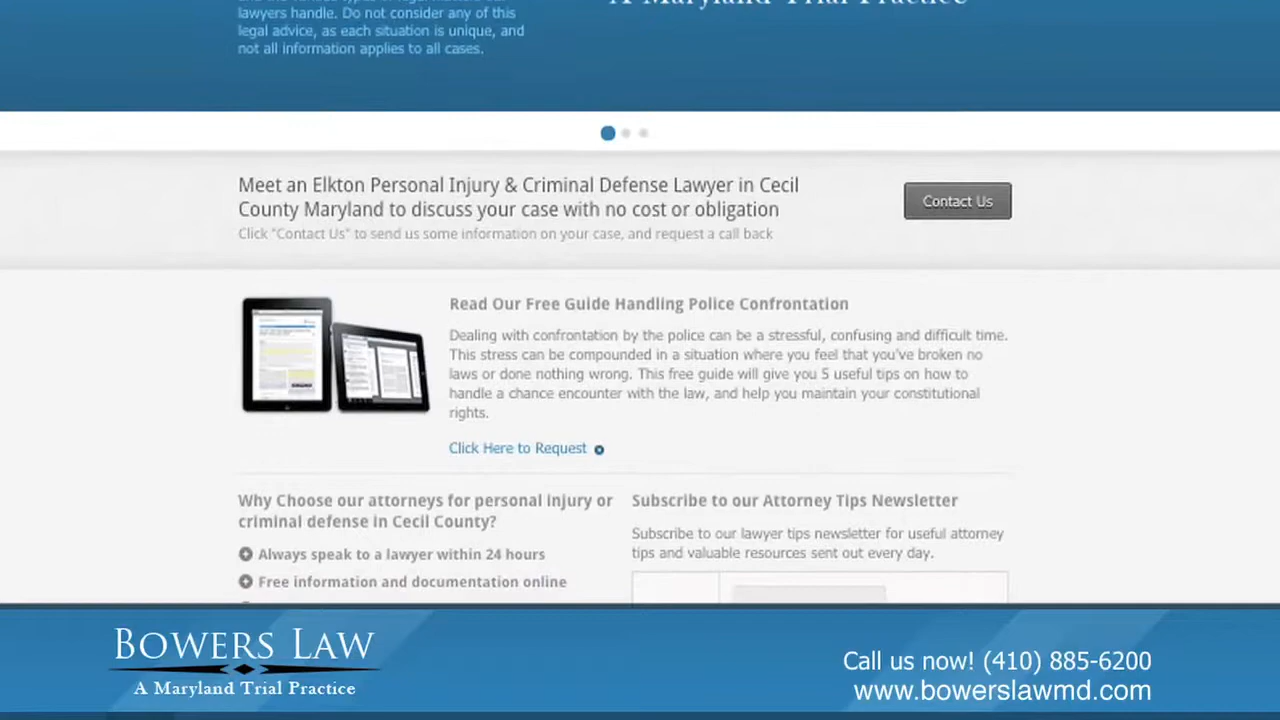 lawyers handle. Do not consider any of this
legal advice, as each situation is unique, and
not all information applies to all cases.
A Maryland Trial Practice
Meet an Elkton Personal Injury & Criminal Defense Lawyer in Cecil
County Maryland to discuss your case with no cost or obligation
Click "Contact Us" to send us some information on your case, and request a call back
Contact Us
Read Our Free Guide Handling Police Confrontation
Dealing with confrontation by the police can be a stressful, confusing and difficult time.
This stress can be compounded in a situation where you feel that you've broken no
laws or done nothing wrong. This free guide will give you 5 useful tips on how to
handle a chance encounter with the law, and help you maintain your constitutional
rights.
Click Here to Request
Why Choose our attorneys for personal injury or
criminal defense in Cecil County?
Always speak to a lawyer within 24 hours
Free information and documentation online
Subscribe to our Attorney Tips Newsletter
Subscribe to our lawyer tips newsletter for useful attorney
tips and valuable resources sent out every day.
BOWERS LAW
A Maryland Trial Practice
Call us now! (410) 885-6200
www.bowerslawmd.com